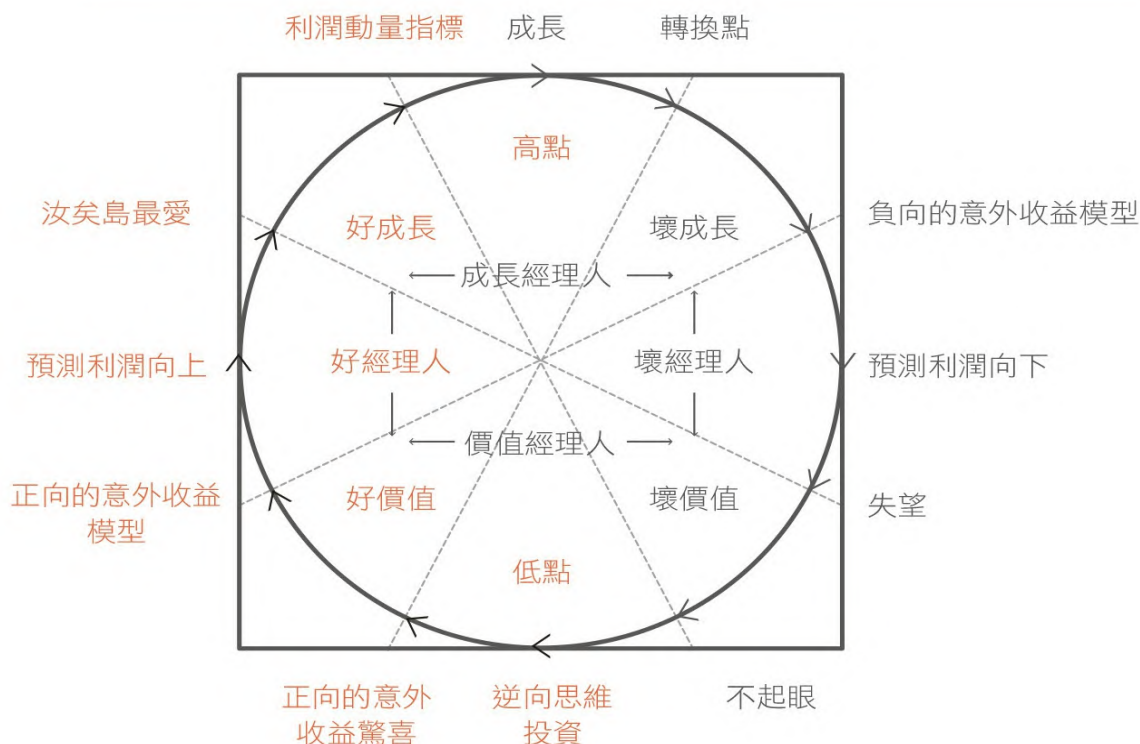 利潤動量指標 成長 轉換點
高點
汝矣島最愛 好成長 壞成長 負向的意外收益模型
成長經理人
預測利潤向上 好經理人 壞經理人 預測利潤向下
價值經理人
正向的意外收益
模型
好價值 壞價值 失望
低點
正向的意外
收益驚喜
逆向思維
投資
不起眼